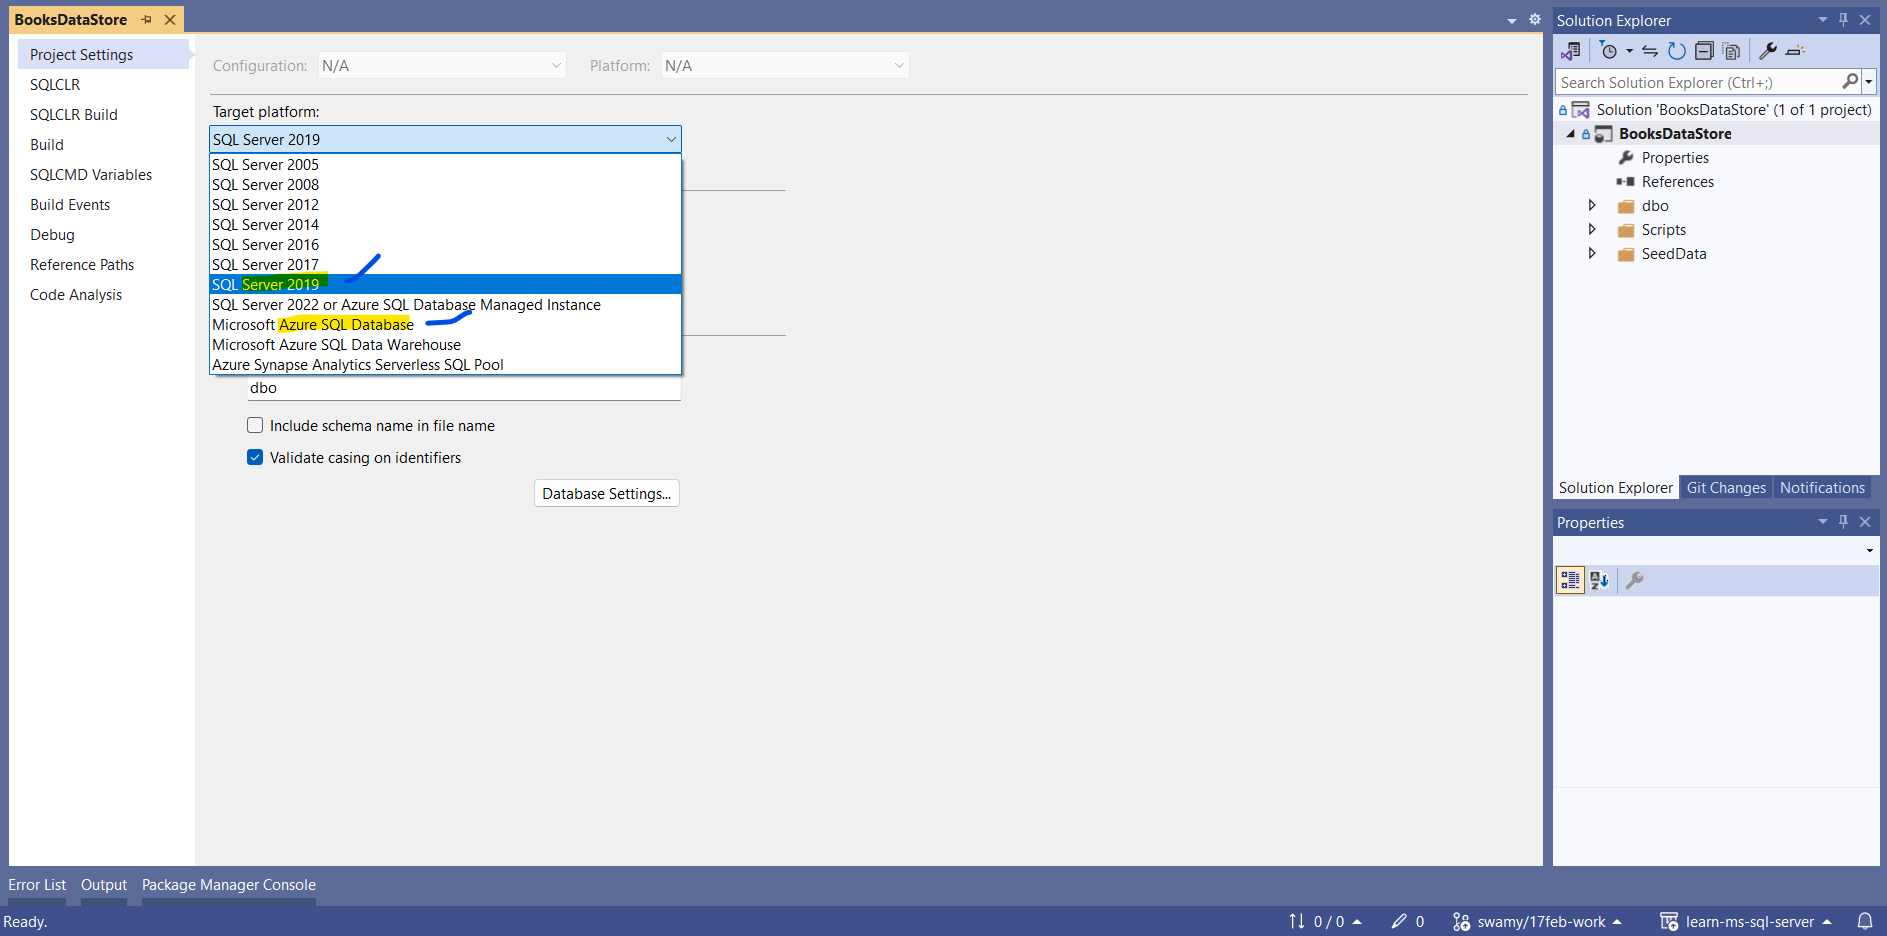 BooksDataStore
Project Settings
SQLCLR
SQLCLR Build
Build
SQLCMD Variables
Build Events
Debug
Reference Paths
Code Analysis
Configuration: N/A Platform: N/A
Target platform:
SQL Server 2019
SQL Server 2005
SQL Server 2008
SQL Server 2012
SQL Server 2014
SQL Server 2016
SQL Server 2017
SQL Server 2019
SQL Server 2022 or Azure SQL Database Managed Instance
Microsoft Azure SQL Database
Microsoft Azure SQL Data Warehouse
Azure Synapse Analytics Serverless SQL Pool
dbo
Include schema name in file name
Validate casing on identifiers
Database Settings...
Solution Explorer
Search Solution Explorer (Ctrl+;)
Solution 'BooksDataStore' (1 of 1 project)
BooksDataStore
Properties
References
dbo
Scripts
SeedData
Solution Explorer Git Changes Notifications
Properties
Error List Output Package Manager Console
Ready. 0 / 0 0 swamy/17feb-work learn-ms-sql-server